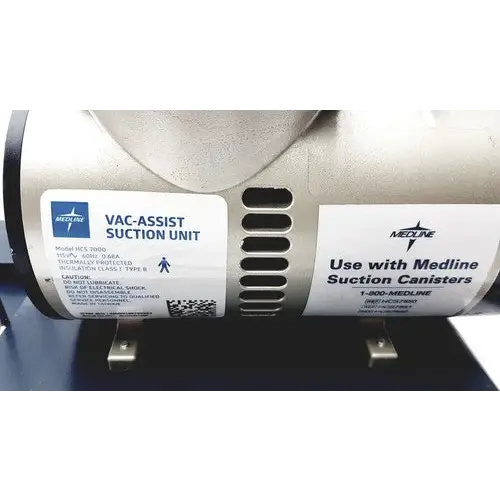 MEDLINE
VAC-ASSIST
SUCTION UNIT
Model HCS 7000
115V~ 60Hz 0.68A
THERMALLY PROTECTED
INSULATION CLASS I TYPE B
CAUTION:
DO NOT LUBRICATE.
RISK OF ELECTRICAL SHOCK.
DO NOT DISASSEMBLE.
REFER SERVICING TO QUALIFIED
SERVICE PERSONNEL.
MADE IN TAIWAN
MEDLINE
Use with Medline
Suction Canisters
1-800-MEDLINE